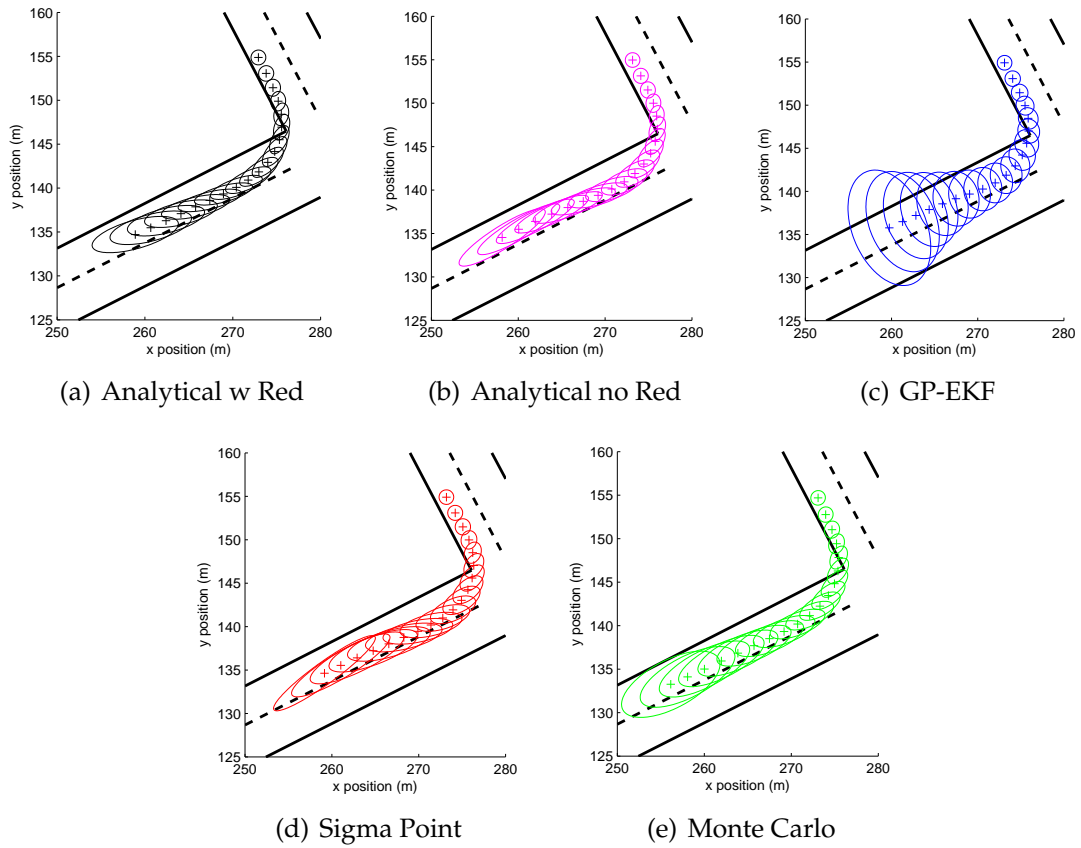 160
155
150
145
140
135
130
125
250 260 270 280
y position (m)
x position (m)
(a) Analytical w Red
160
155
150
145
140
135
130
125
250 260 270 280
y position (m)
x position (m)
(b) Analytical no Red
160
155
150
145
140
135
130
125
250 260 270 280
y position (m)
x position (m)
(c) GP-EKF
160
155
150
145
140
135
130
125
250 260 270 280
y position (m)
x position (m)
(d) Sigma Point
160
155
150
145
140
135
130
125
250 260 270 280
y position (m)
x position (m)
(e) Monte Carlo